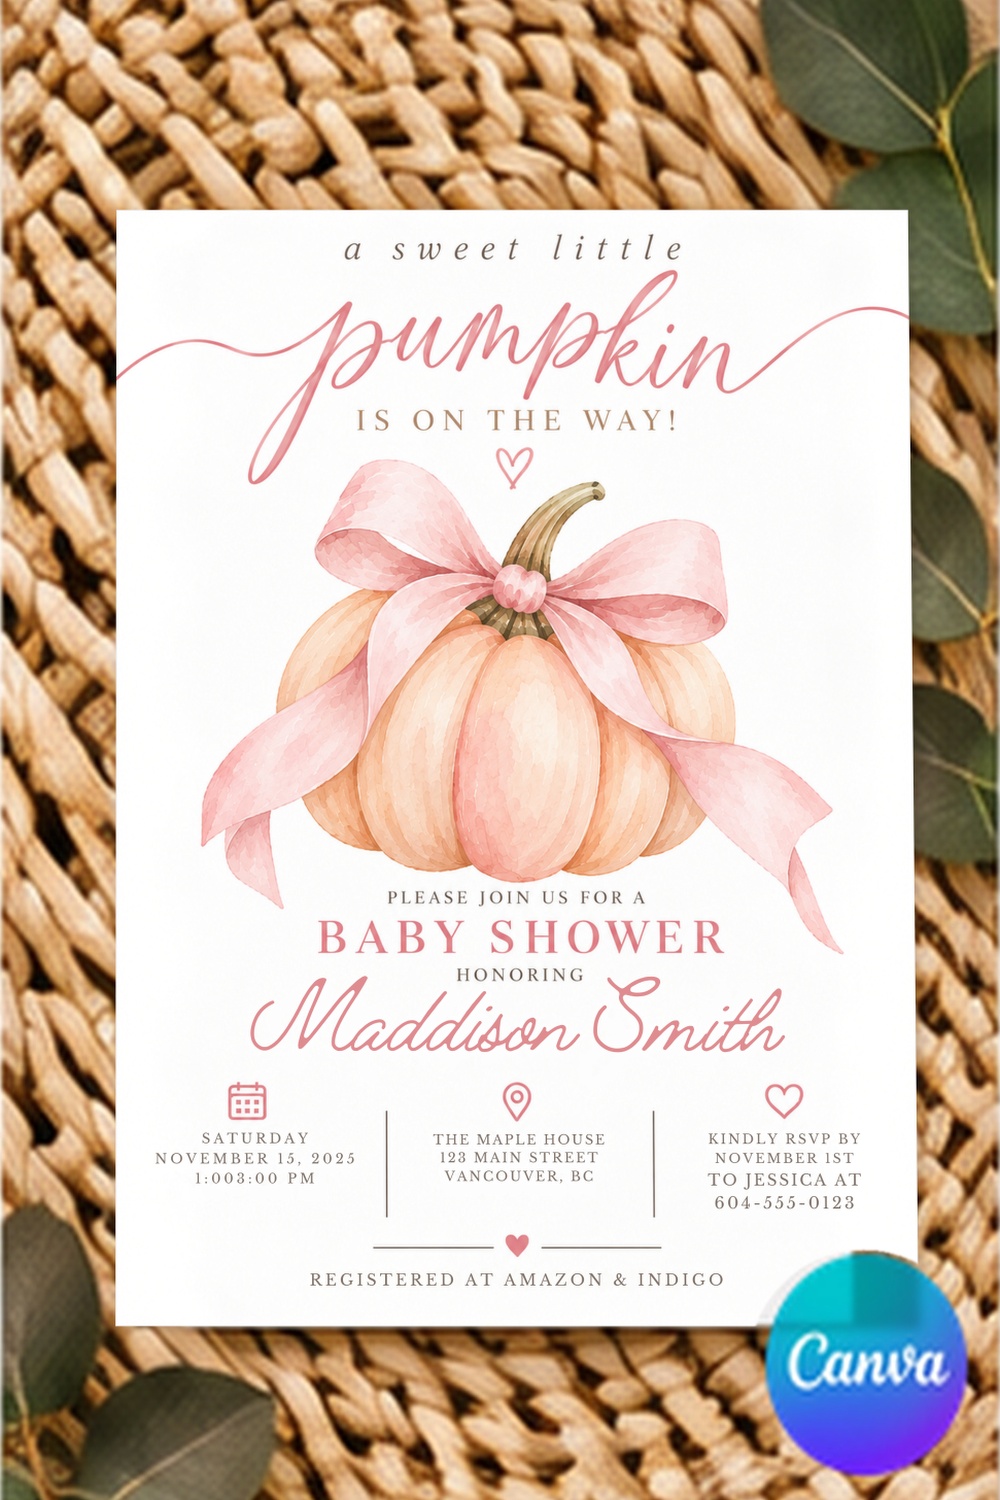 a sweet little
pumpkin
IS ON THE WAY!
PLEASE JOIN US FOR A
BABY SHOWER
HONORING
Maddison Smith
SATURDAY
NOVEMBER 15, 2025
1:003:00 PM
THE MAPLE HOUSE
123 MAIN STREET
VANCOUVER, BC
KINDLY RSVP BY
NOVEMBER 1ST
TO JESSICA AT
604-555-0123
REGISTERED AT AMAZON & INDIGO
Canva